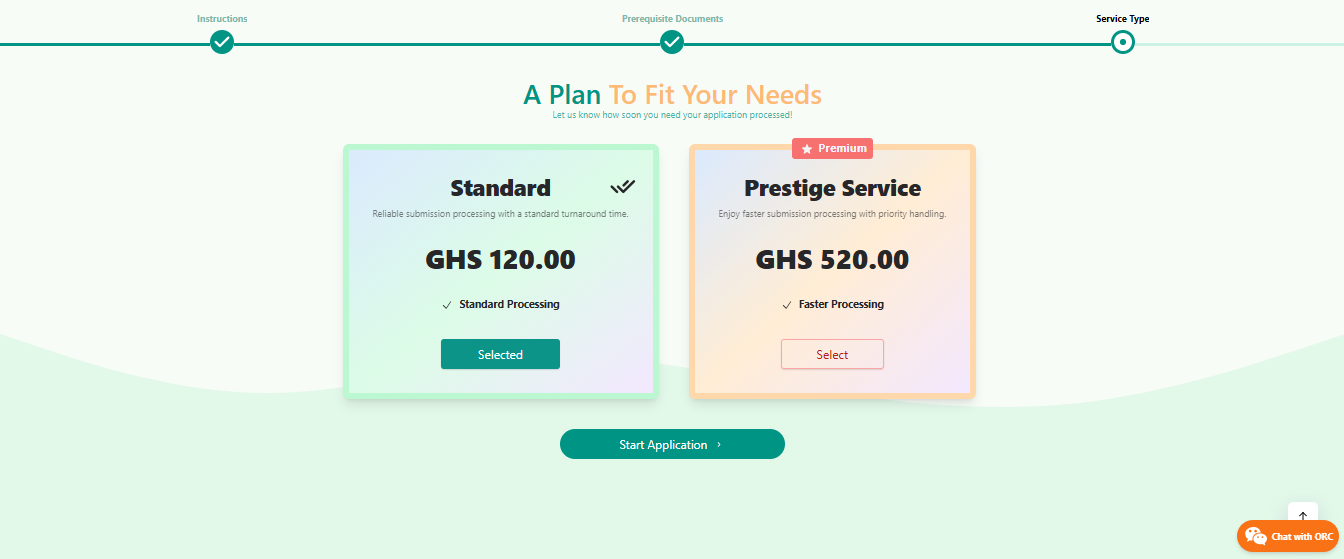 Instructions
Prerequisite Documents
Service Type
A Plan To Fit Your Needs
Let us know how soon you need your application processed!
Standard
Reliable submission processing with a standard turnaround time.
GHS 120.00
Standard Processing
Selected
Premium
Prestige Service
Enjoy faster submission processing with priority handling.
GHS 520.00
Faster Processing
Select
Start Application
Chat with ORC